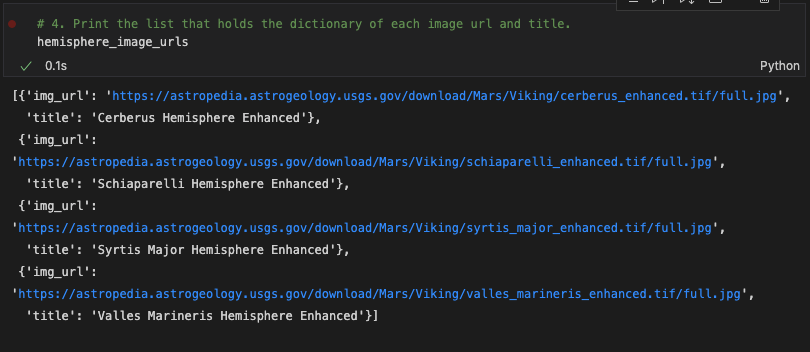 # 4. Print the list that holds the dictionary of each image url and title.
hemisphere_image_urls
0.1s
Python
[{'img_url': 'https://astropedia.astrogeology.usgs.gov/download/Mars/Viking/cerberus_enhanced.tif/full.jpg',
'title': 'Cerberus Hemisphere Enhanced'},
{'img_url':
'https://astropedia.astrogeology.usgs.gov/download/Mars/Viking/schiaparelli_enhanced.tif/full.jpg',
'title': 'Schiaparelli Hemisphere Enhanced'},
{'img_url':
'https://astropedia.astrogeology.usgs.gov/download/Mars/Viking/syrtis_major_enhanced.tif/full.jpg',
'title': 'Syrtis Major Hemisphere Enhanced'},
{'img_url':
'https://astropedia.astrogeology.usgs.gov/download/Mars/Viking/valles_marineris_enhanced.tif/full.jpg',
'title': 'Valles Marineris Hemisphere Enhanced'}]